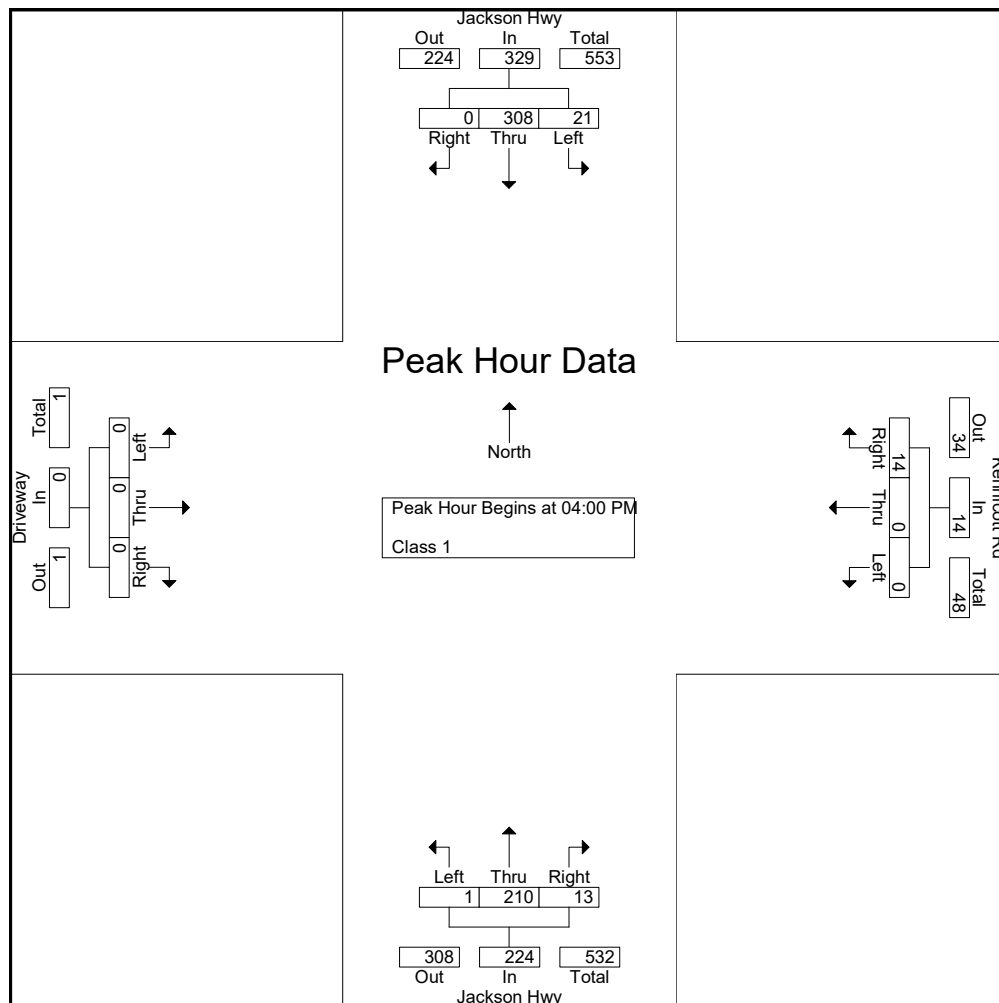 Jackson Hwy
Out In Total
224 329 553
0 308 21
Right Thru Left
Peak Hour Data
North
Peak Hour Begins at 04:00 PM
Class 1
Driveway
Out In Total
1 0 1
0 0 0
Right Thru Left
Out In Total
34 14 48
14 0 0
Right Thru Left
Left Thru Right
1 210 13
308 224 532
Out In Total
Jackson Hwy